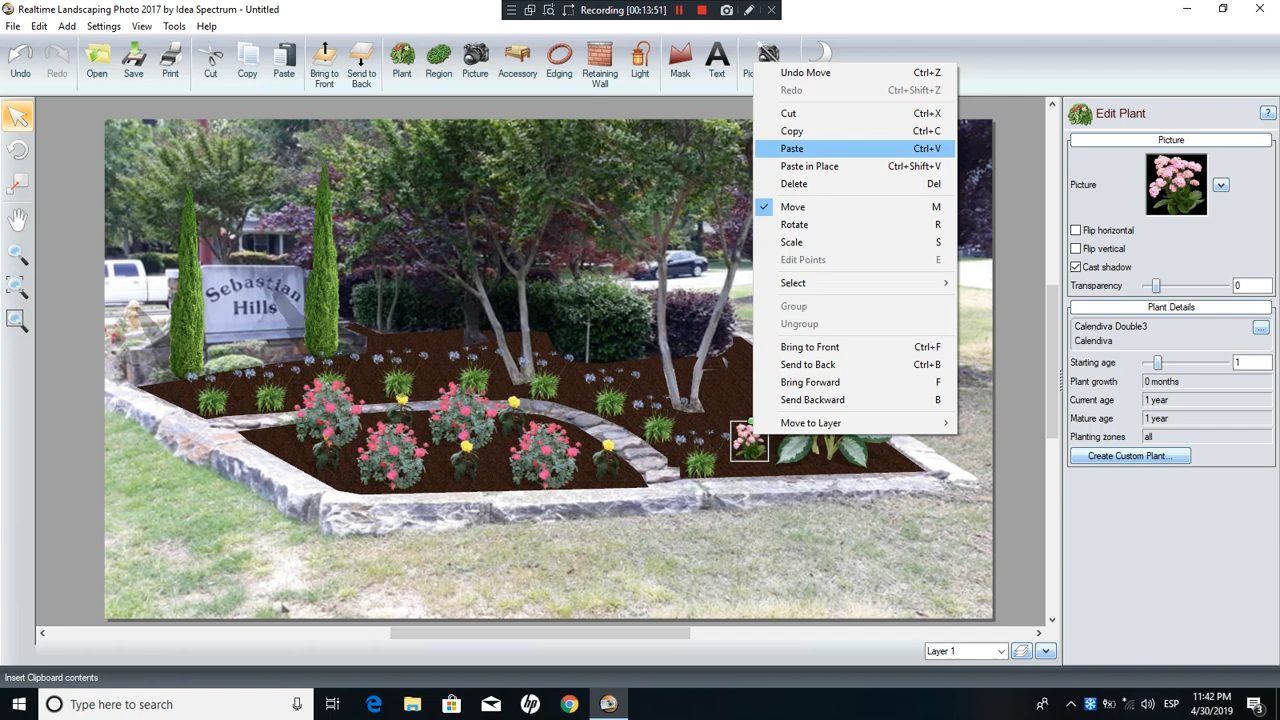 Realtime Landscaping Photo 2017 by Idea Spectrum - Untitled
Recording [00:13:51]
File Edit Add Settings View Tools Help
Undo Redo Open Save Print Cut Copy Paste Bring to Front Send to Back Plant Region Picture Accessory Edging Retaining Wall Light Mask Text
Undo Move Ctrl+Z
Redo Ctrl+Shift+Z
Cut Ctrl+X
Copy Ctrl+C
Paste Ctrl+V
Paste in Place Ctrl+Shift+V
Delete Del
Move M
Rotate R
Scale S
Edit Points E
Select
Group
Ungroup
Bring to Front Ctrl+F
Send to Back Ctrl+B
Bring Forward F
Send Backward B
Move to Layer
Sebastian
Hills
Edit Plant ?
Picture
Picture
Flip horizontal
Flip vertical
Cast shadow
Transparency 0
Plant Details
Calendiva Double3 ...
Calendiva
Starting age 1
Plant growth 0 months
Current age 1 year
Mature age 1 year
Planting zones all
Create Custom Plant...
Layer 1
Insert Clipboard contents
Type here to search
ESP
11:42 PM
4/30/2019
3